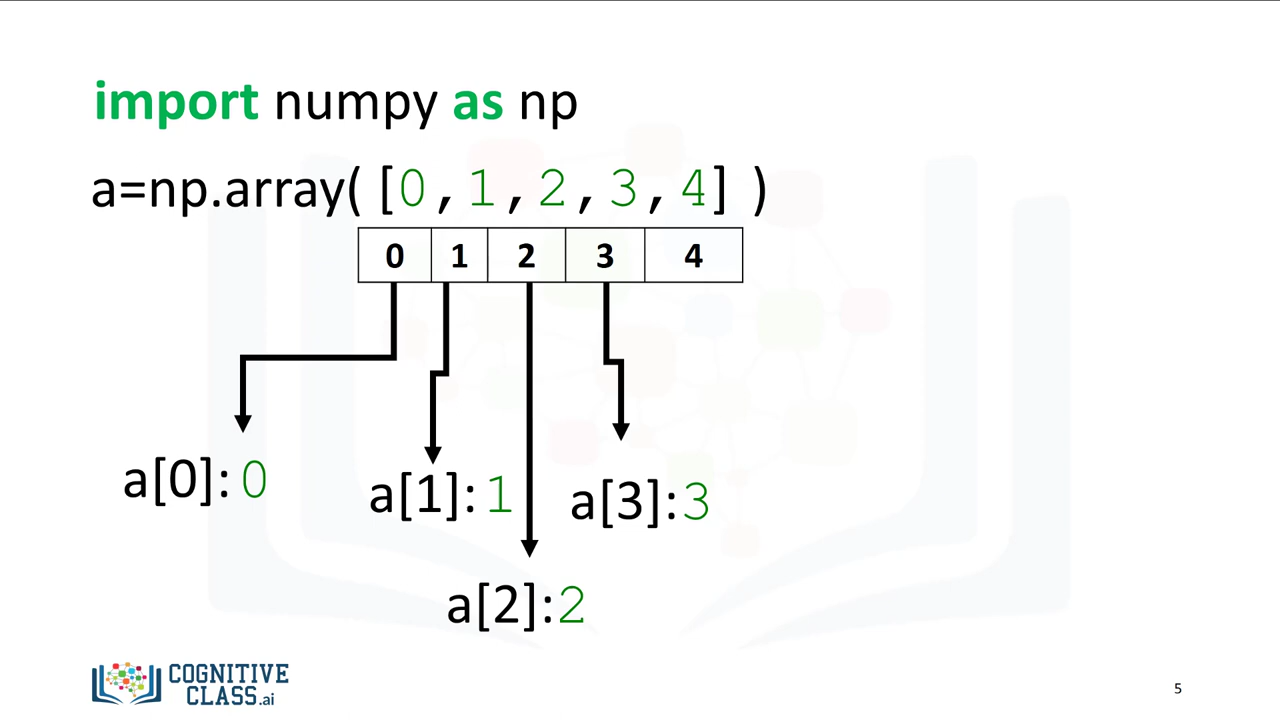 import numpy as np
a=np.array( [0,1,2,3,4] )
0 1 2 3 4
a[0]: 0
a[1]: 1
a[3]:3
a[2]:2
COGNITIVE
CLASS.ai
5